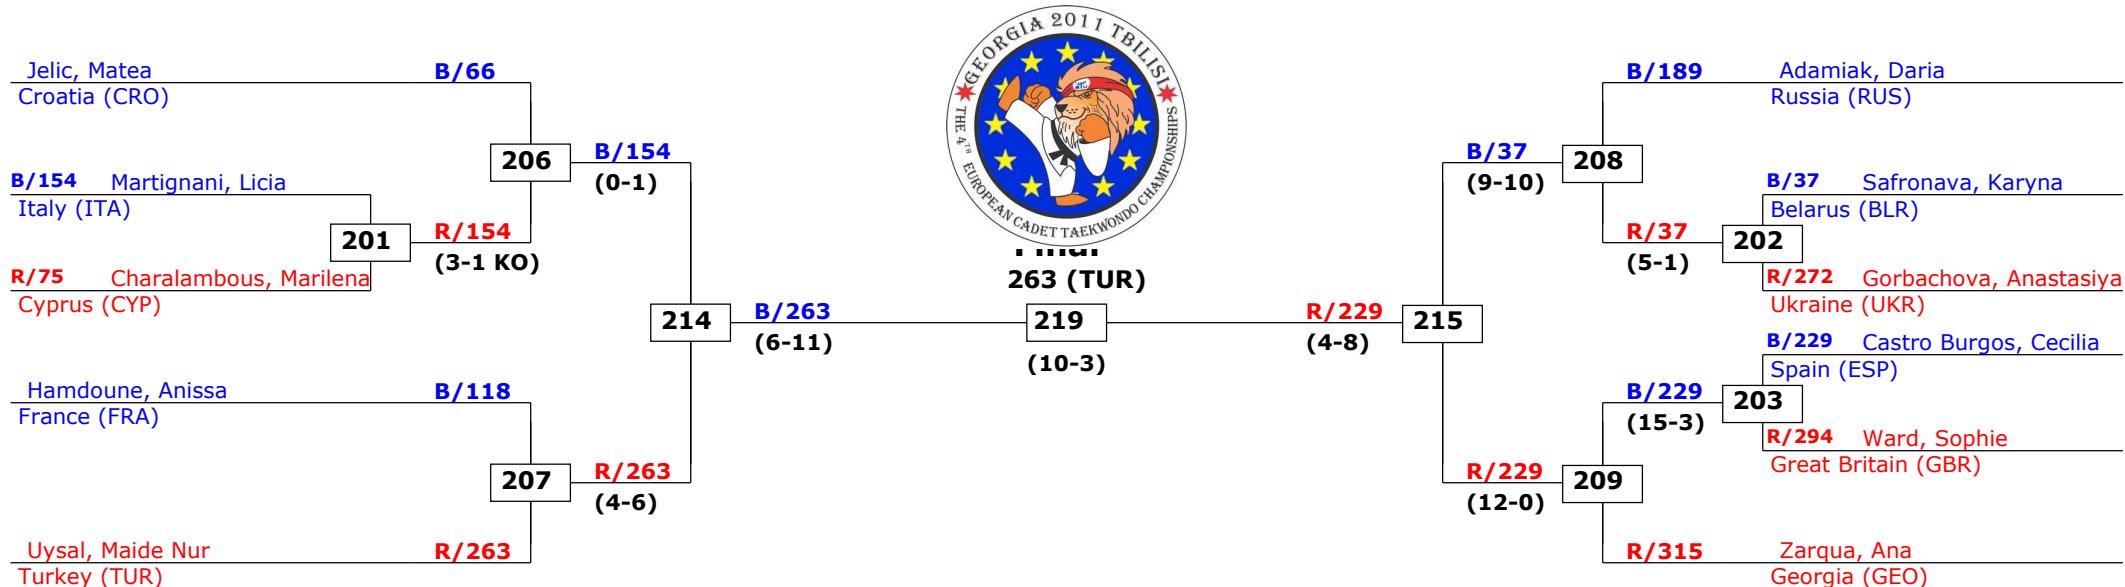 GEORGIA 2011 TBILISI
THE 4TH EUROPEAN CADET TAEKWONDO CHAMPIONSHIPS
Jelic, Matea
B/66
Croatia (CRO)
206
B/154
(0-1)
B/154 Martignani, Licia
Italy (ITA)
201
R/154
(3-1 KO)
R/75 Charalambous, Marilena
Cyprus (CYP)
214
B/263
(6-11)
Hamdoune, Anissa
B/118
France (FRA)
207
R/263
(4-6)
Uysal, Maide Nur
R/263
Turkey (TUR)
Final
263 (TUR)
219
(10-3)
R/229
(4-8)
215
B/189
Adamiak, Daria
Russia (RUS)
B/37
(9-10)
208
B/37 Safronava, Karyna
Belarus (BLR)
R/37
(5-1)
202
R/272 Gorbachova, Anastasiya
Ukraine (UKR)
B/229 Castro Burgos, Cecilia
Spain (ESP)
B/229
(15-3)
203
R/294 Ward, Sophie
Great Britain (GBR)
R/229
(12-0)
209
R/315
Zarqua, Ana
Georgia (GEO)